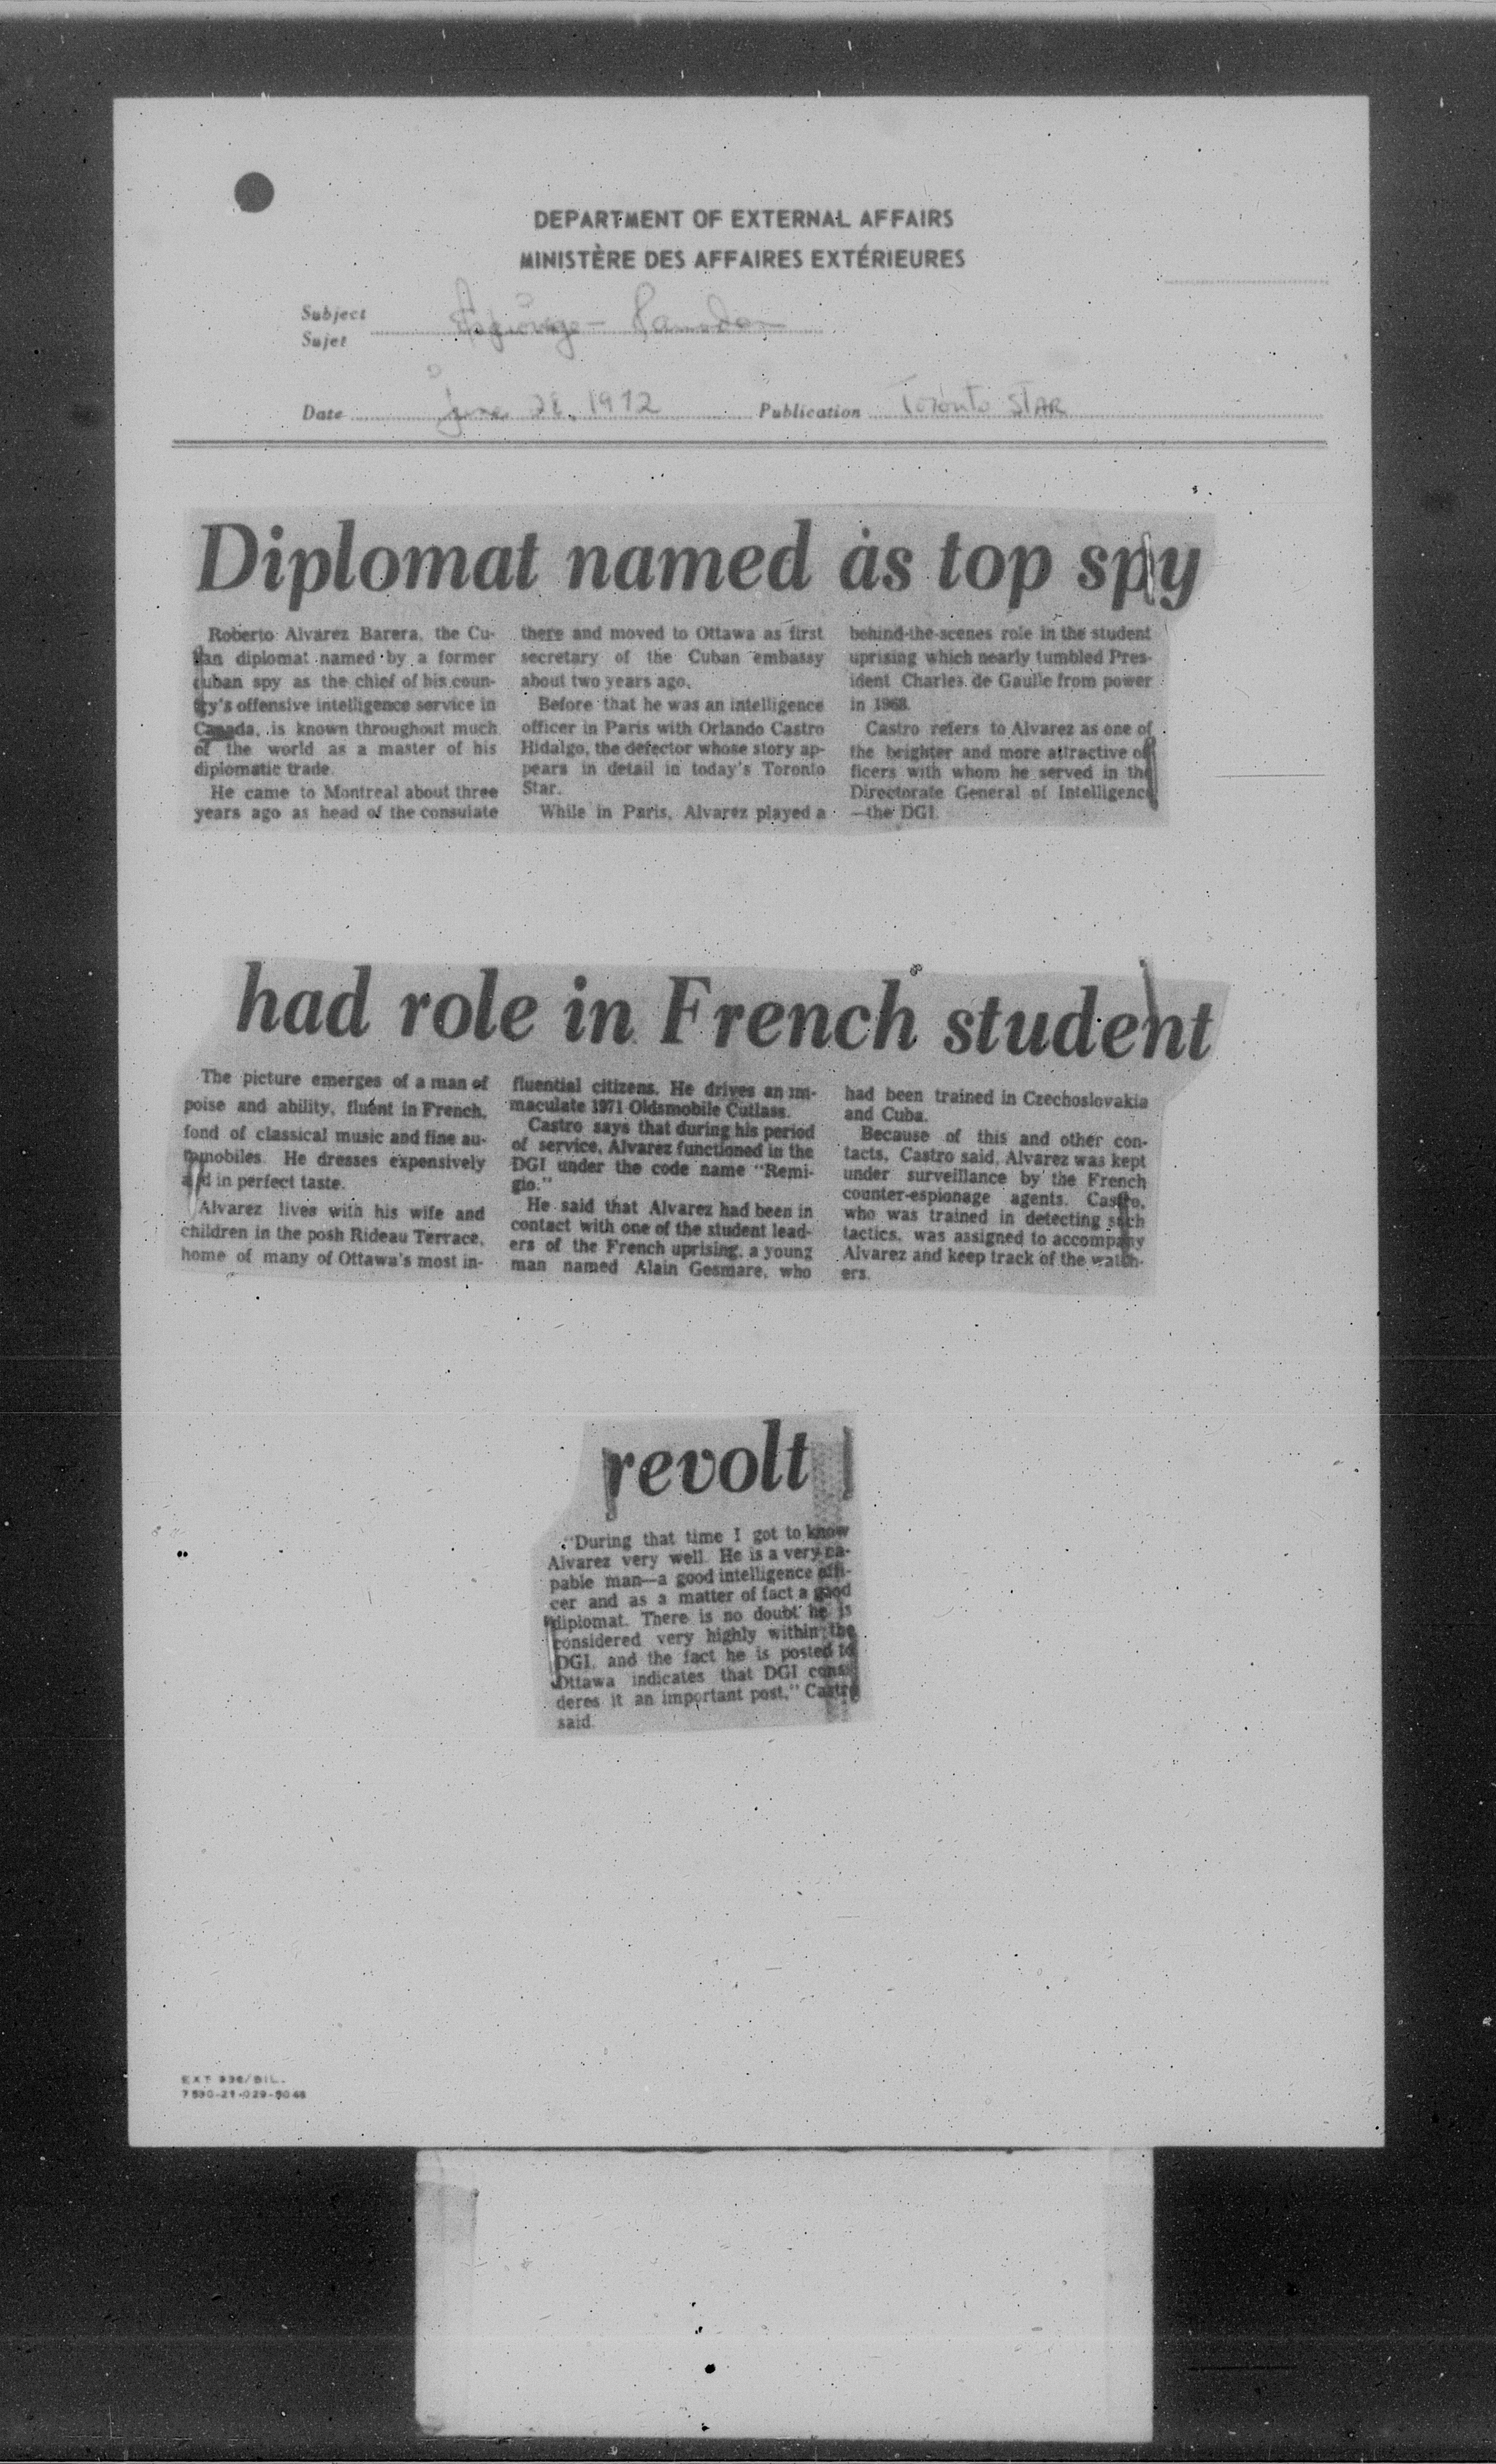 DEPARTMENT OF EXTERNAL AFFAIRS
MINISTÈRE DES AFFAIRES EXTÉRIEURES
Subject
Sujet
Date June 28, 1972 Publication Toronto STAR
Diplomat named as top spy
Roberto Alvarez Barera, the Cu-
ban diplomat named by a former
cuban spy as the chief of his coun-
try's offensive intelligence service in
Canada, is known throughout much
of the world as a master of his
diplomatic trade.
He came to Montreal about three
years ago as head of the consulate
there and moved to Ottawa as first
secretary of the Cuban embassy
about two years ago.
Before that he was an intelligence
officer in Paris with Orlando Castro
Hidalgo, the defector whose story ap-
pears in detail in today's Toronto
Star.
While in Paris, Alvarez played a
behind-the-scenes role in the student
uprising which nearly tumbled Pres-
ident Charles de Gaulle from power
in 1968.
Castro refers to Alvarez as one of
the brighter and more attractive of-
ficers with whom he served in the
Directorate General of Intelligence
—the DGI.
had role in French student
The picture emerges of a man of
poise and ability, fluent in French,
fond of classical music and fine au-
tomobiles. He dresses expensively
and in perfect taste.
Alvarez lives with his wife and
children in the posh Rideau Terrace,
home of many of Ottawa's most in-
fluential citizens. He drives an im-
maculate 1971 Oldsmobile Cutlass.
Castro says that during his period
of service, Alvarez functioned in the
DGI under the code name "Remi-
gio."
He said that Alvarez had been in
contact with one of the student lead-
ers of the French uprising, a young
man named Alain Gesmare, who
had been trained in Czechoslovakia
and Cuba.
Because of this and other con-
tacts, Castro said, Alvarez was kept
under surveillance by the French
counter-espionage agents. Castro,
who was trained in detecting such
tactics, was assigned to accompany
Alvarez and keep track of the watch-
ers.
revolt
"During that time I got to know
Alvarez very well. He is a very ca-
pable man—a good intelligence offi-
cer and as a matter of fact a good
diplomat. There is no doubt he is
considered very highly within the
DGI, and the fact he is posted to
Ottawa indicates that DGI consi-
deres it an important post," Castro
said.
EXT 936/BIL.
7530-21-029-5046